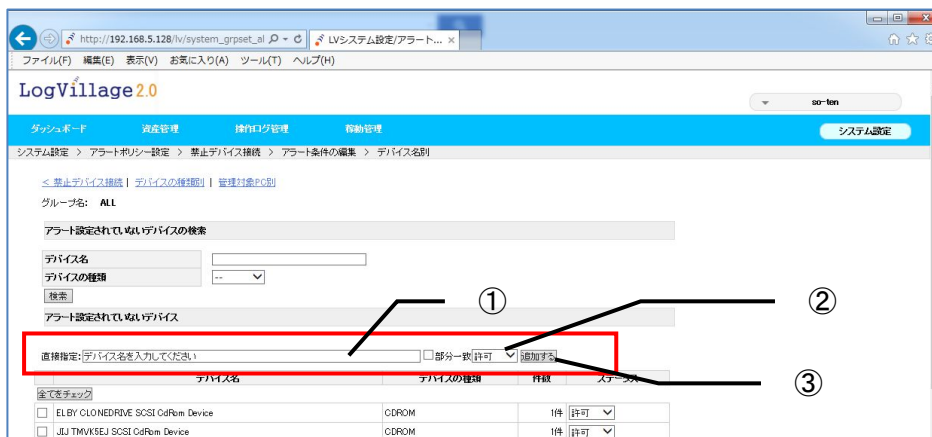 http://192.168.5.128/lv/system_grpset_al
LVシステム設定/アラート...
ファイル(F) 編集(E) 表示(V) お気に入り(A) ツール(T) ヘルプ(H)
LogVillage 2.0
so-ten
ダッシュボード 資産管理 操作ログ管理 稼動管理 システム設定
システム設定 > アラートポリシー設定 > 禁止デバイス接続 > アラート条件の編集 > デバイス名別
< 禁止デバイス接続 | デバイスの種類別 | 管理対象PC別
グループ名: ALL
アラート設定されていないデバイスの検索
デバイス名
デバイスの種類 --
検索
① ②
アラート設定されていないデバイス
直接指定: デバイス名を入力してください 部分一致 許可 追加する
③
デバイス名 デバイスの種類 件数 ステータス
全てをチェック
ELBY CLONEDRIVE SCSI CdRom Device CDROM 1件 許可
JIJ TMVK5EJ SCSI CdRom Device CDROM 1件 許可